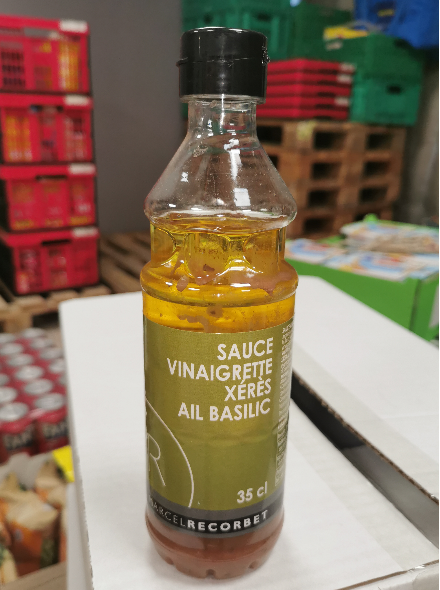 SAUCE
VINAIGRETTE
XÉRÈS
AIL BASILIC
R
35 cl
MARCELRECORBET